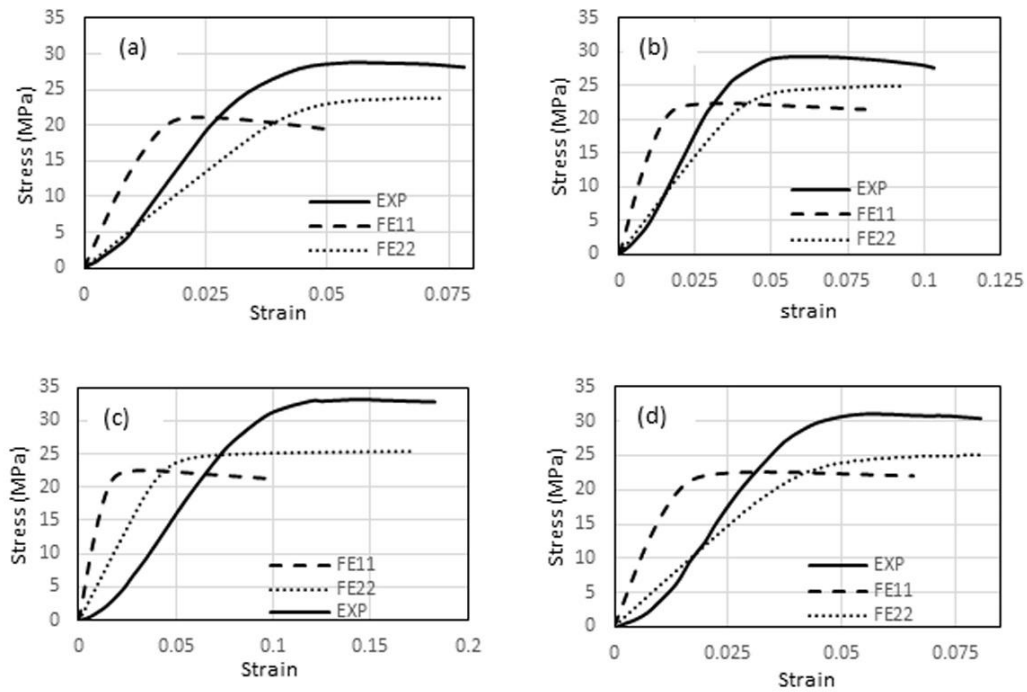 (a)
35
30
25
20
15
10
5
0
Stress (MPa)
EXP
FE11
FE22
0 0.025 0.05 0.075
Strain
(b)
35
30
25
20
15
10
5
0
Stress (MPa)
EXP
FE11
FE22
0 0.025 0.05 0.075 0.1 0.125
strain
(c)
35
30
25
20
15
10
5
0
Stress (MPa)
FE11
FE22
EXP
0 0.05 0.1 0.15 0.2
Strain
(d)
35
30
25
20
15
10
5
0
Stress (MPa)
EXP
FE11
FE22
0 0.025 0.05 0.075
Strain